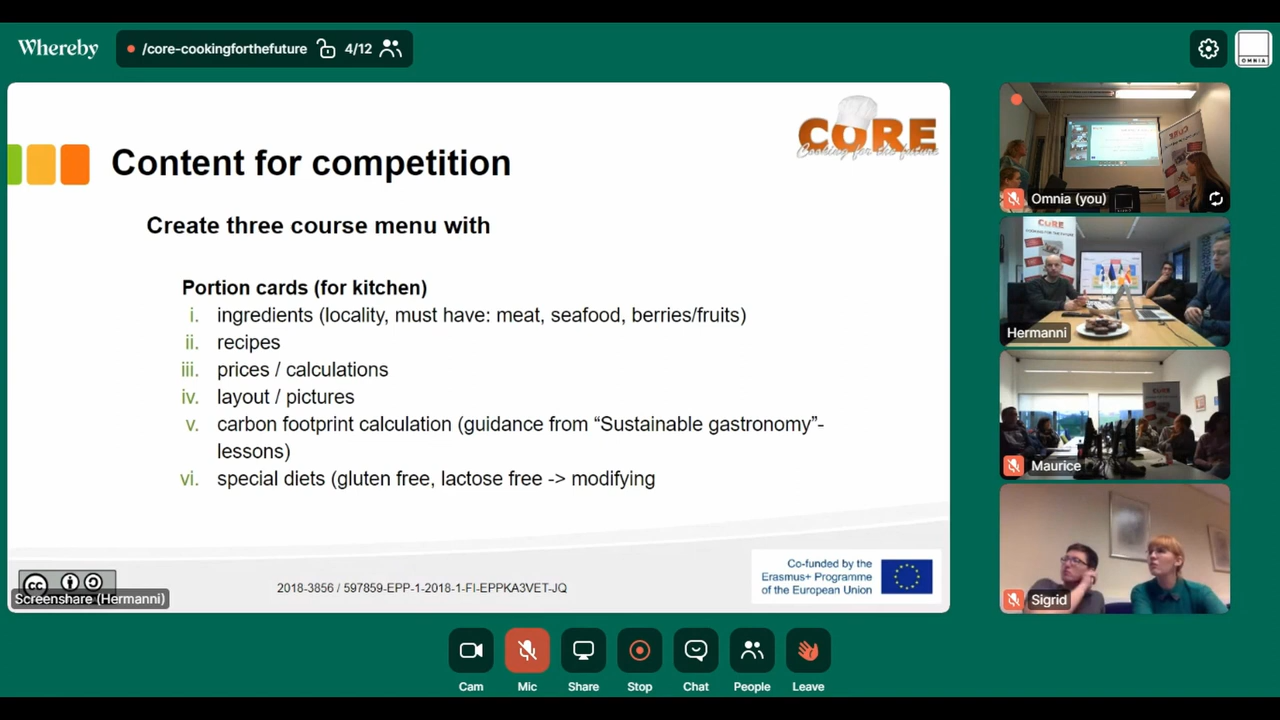 Whereby
/core-cookingforthefuture
4/12
OMNIA
CORE
Cooking for the future
Content for competition
Create three course menu with
Portion cards (for kitchen)
i. ingredients (locality, must have: meat, seafood, berries/fruits)
ii. recipes
iii. prices / calculations
iv. layout / pictures
v. carbon footprint calculation (guidance from “Sustainable gastronomy”-
lessons)
vi. special diets (gluten free, lactose free -> modifying
cc
Screenshare (Hermanni)
2018-3856 / 597859-EPP-1-2018-1-FI-EPPKA3VET-JQ
Co-funded by the
Erasmus+ Programme
of the European Union
CORE
Omnia (you)
CORE
Hermanni
Maurice
Sigrid
Cam
Mic
Share
Stop
Chat
People
Leave